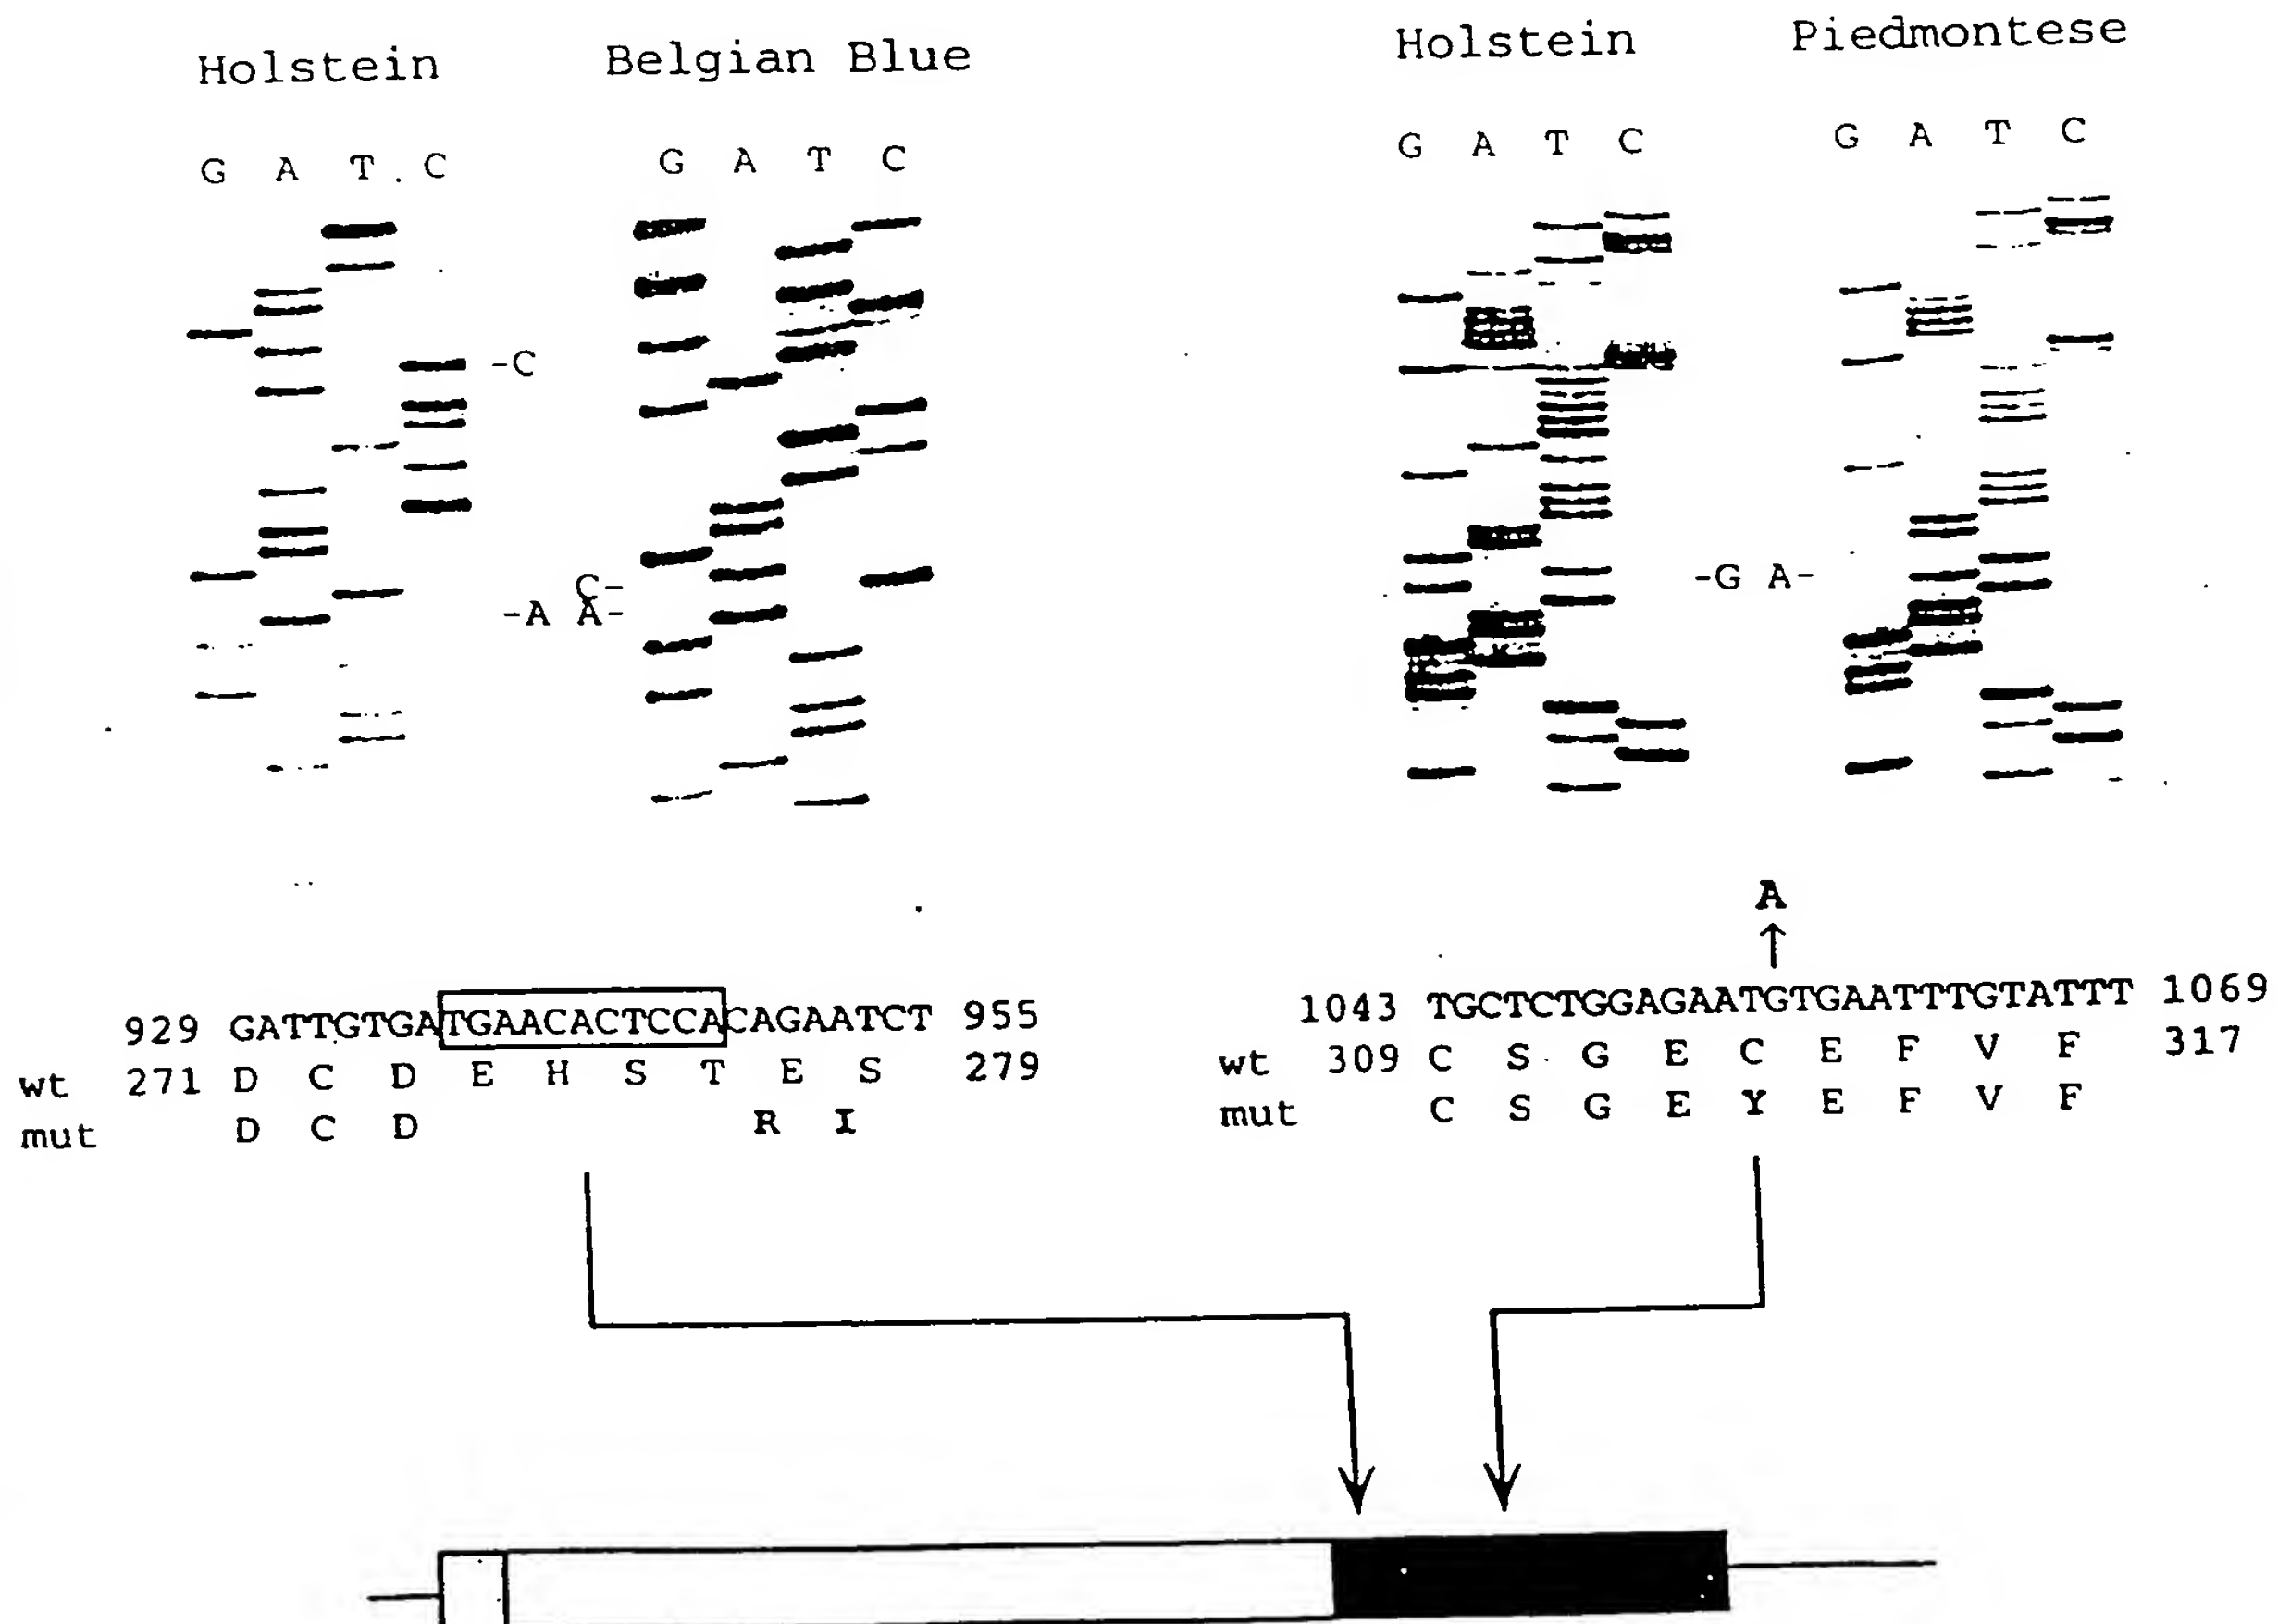 Holstein Belgian Blue Holstein Piedmontese
G A T C G A T C G A T C G A T C
-C
C-
-A A-
-G A-
A
929 GATTGTGATGAACACTCCACAGAATCT 955 1043 TGCTCTGGAGAATGTGAATTTGTATTT 1069
wt 271 D C D E H S T E S 279 wt 309 C S G E C E F V F 317
mut D C D R I mut C S G E Y E F V F